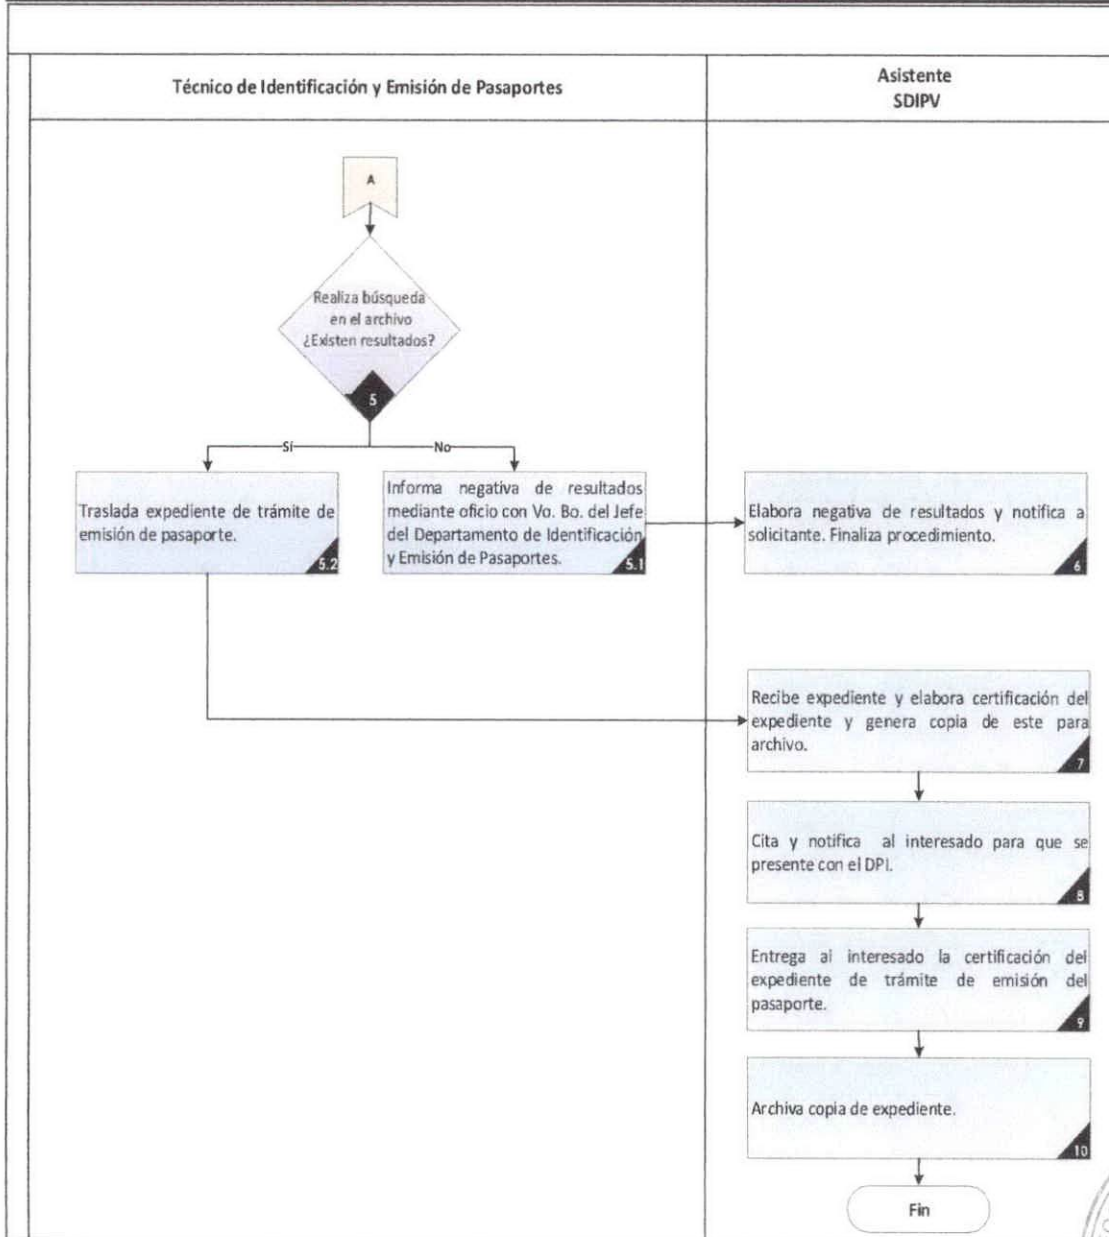 Técnico de Identificación y Emisión de Pasaportes
Asistente
SDIPV
A
Realiza búsqueda
en el archivo
¿Existen resultados?
5
Sí
No
Traslada expediente de trámite de
emisión de pasaporte.
5.2
Informa negativa de resultados
mediante oficio con Vo. Bo. del Jefe
del Departamento de Identificación
y Emisión de Pasaportes.
5.1
Elabora negativa de resultados y notifica a
solicitante. Finaliza procedimiento.
6
Recibe expediente y elabora certificación del
expediente y genera copia de este para
archivo.
7
Cita y notifica al interesado para que se
presente con el DPI.
8
Entrega al interesado la certificación del
expediente de trámite de emisión del
pasaporte.
9
Archiva copia de expediente.
10
Fin